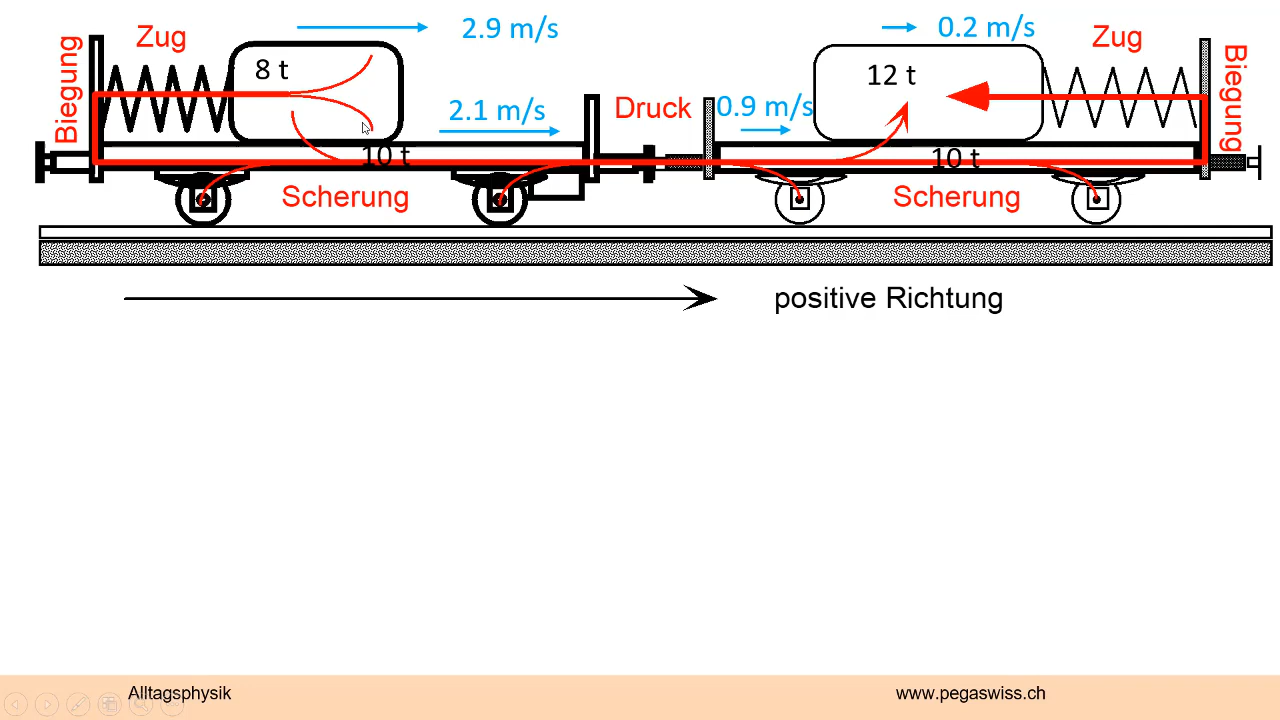 Biegung
Zug
8 t
2.9 m/s
2.1 m/s
10 t
Scherung
Druck
0.9 m/s
12 t
0.2 m/s
Zug
Biegung
10 t
Scherung
positive Richtung
Alltagsphysik
www.pegaswiss.ch